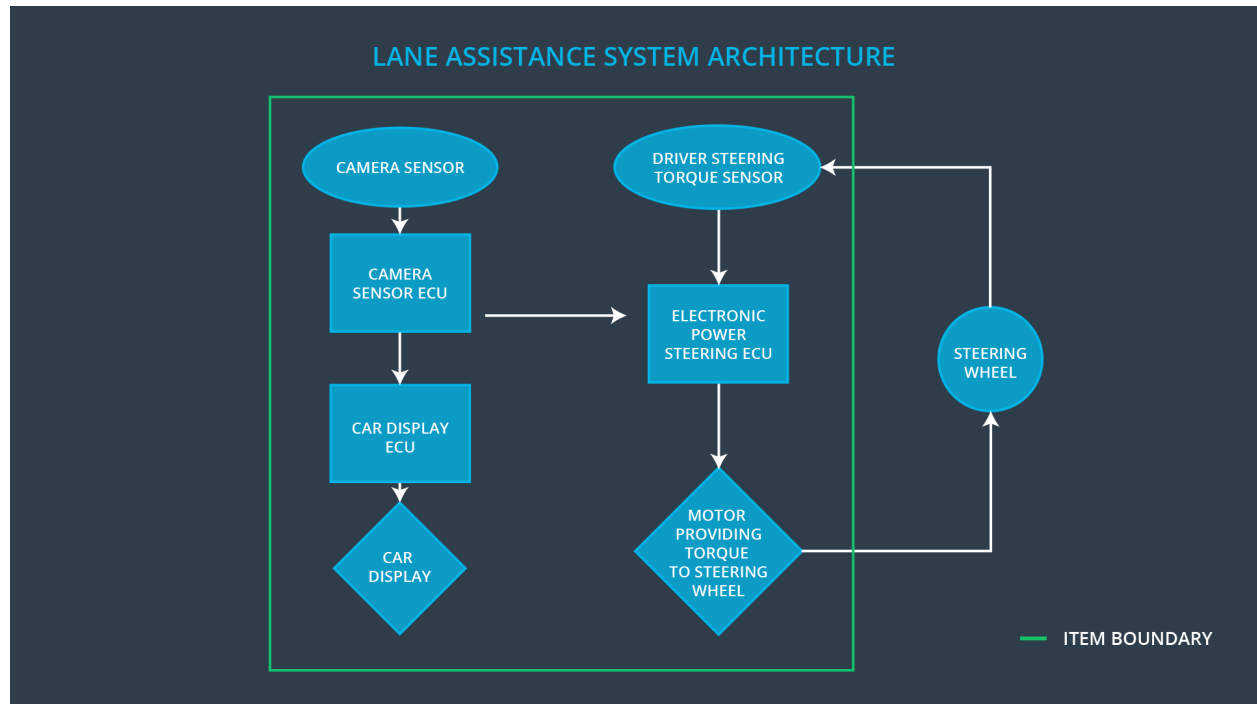 LANE ASSISTANCE SYSTEM ARCHITECTURE
CAMERA SENSOR
CAMERA
SENSOR ECU
CAR DISPLAY
ECU
CAR
DISPLAY
DRIVER STEERING
TORQUE SENSOR
ELECTRONIC
POWER
STEERING ECU
MOTOR
PROVIDING
TORQUE
TO STEERING
WHEEL
STEERING
WHEEL
ITEM BOUNDARY